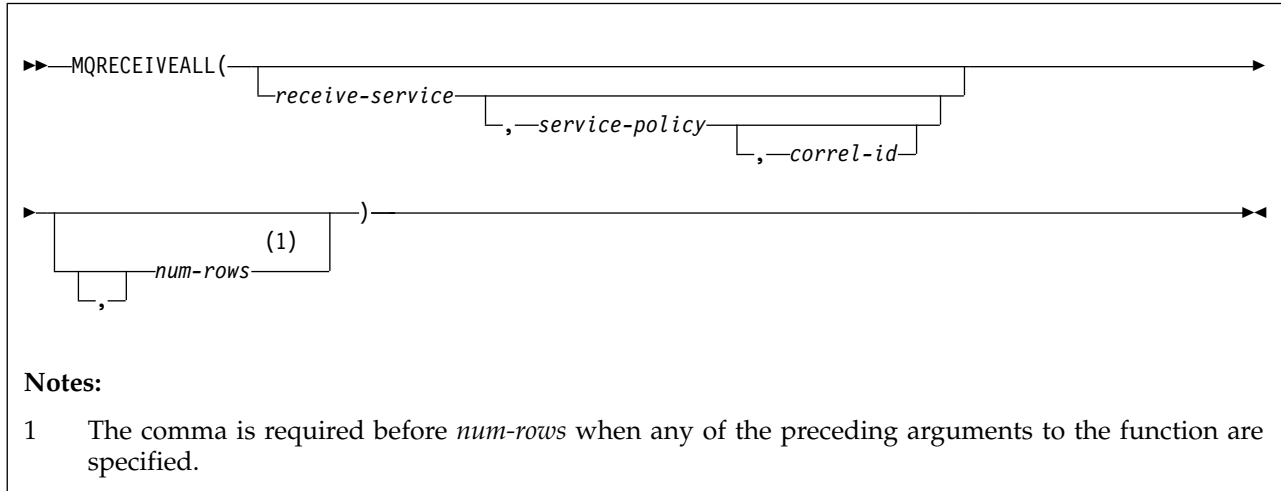 MQRECEIVEALL(
receive-service
, service-policy
, correl-id
)
(1)
, num-rows
Notes:
1 The comma is required before num-rows when any of the preceding arguments to the function are
specified.